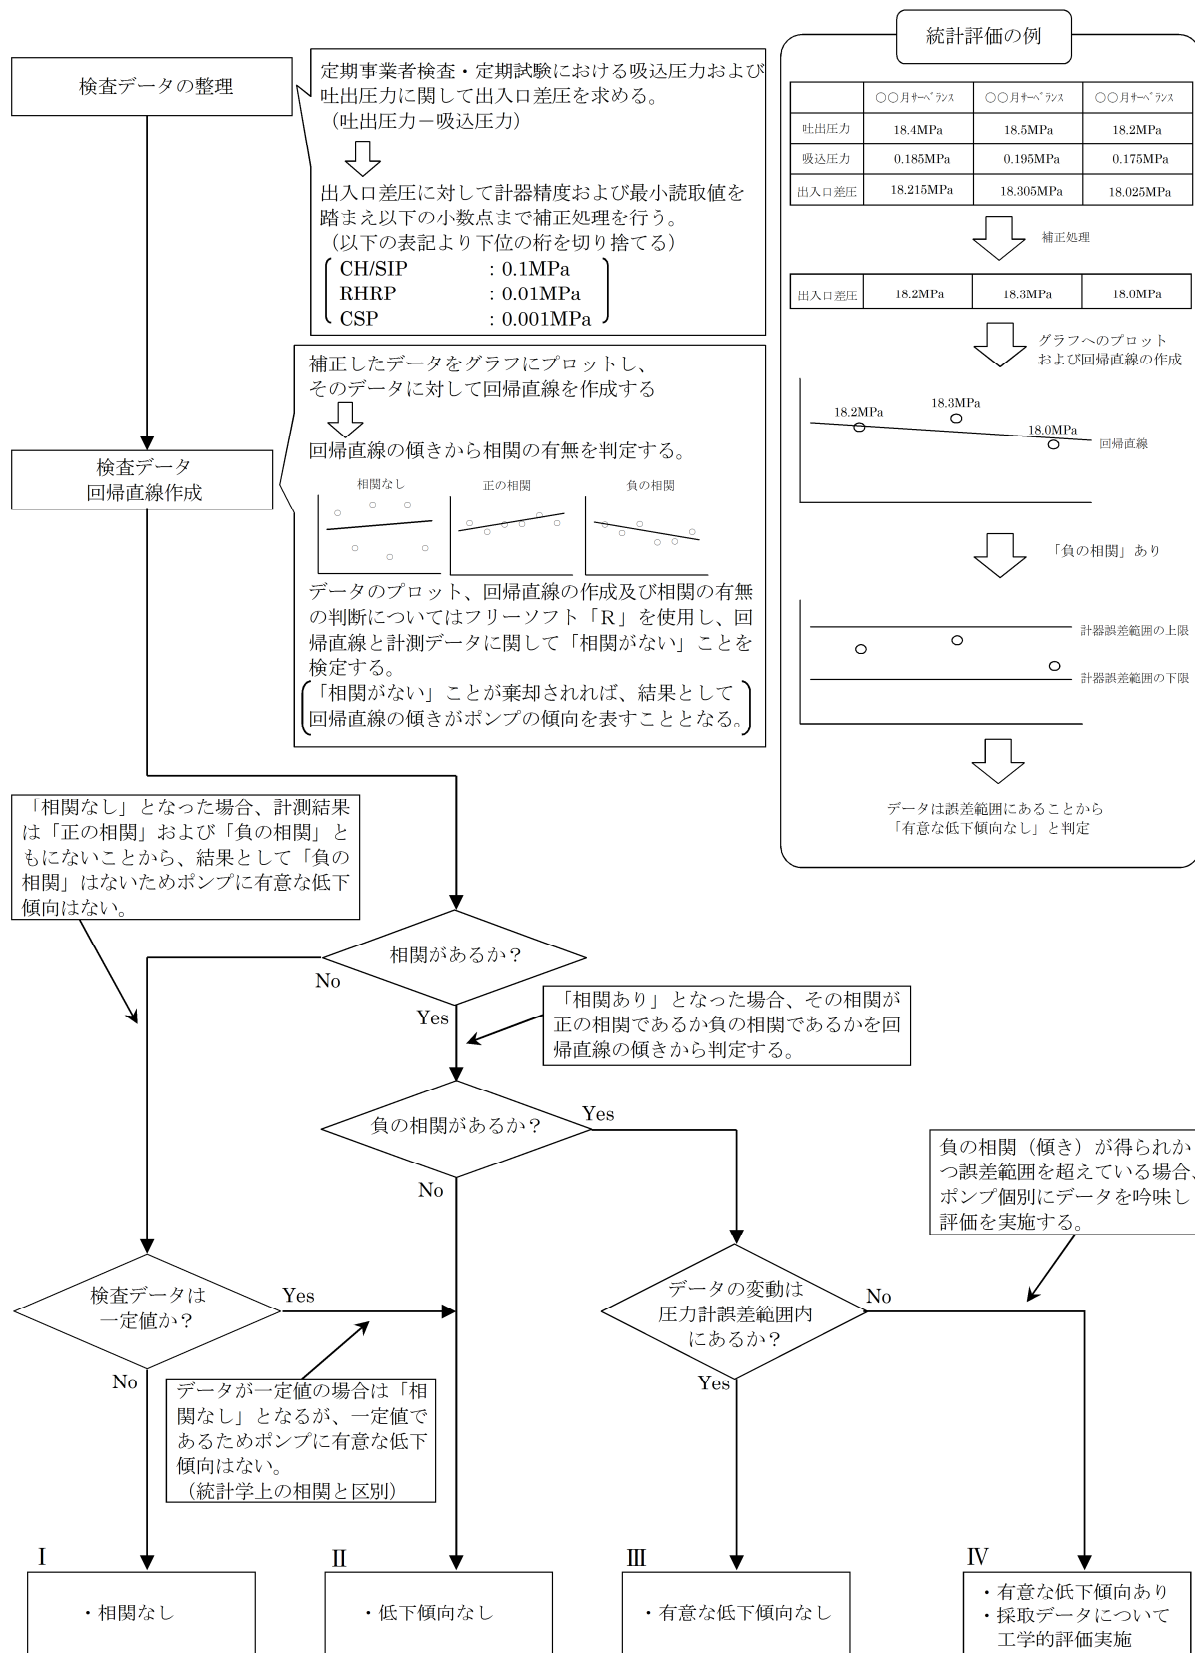 検査データの整理
定期事業者検査・定期試験における吸込圧力および
吐出圧力に関して出入口差圧を求める。
（吐出圧力－吸込圧力）
出入口差圧に対して計器精度および最小読取値を
踏まえ以下の小数点まで補正処理を行う。
（以下の表記より下位の桁を切り捨てる）
CH/SIP : 0.1MPa
RHRP : 0.01MPa
CSP : 0.001MPa
検査データ
回帰直線作成
補正したデータをグラフにプロットし、
そのデータに対して回帰直線を作成する
回帰直線の傾きから相関の有無を判定する。
相関なし 正の相関 負の相関
データのプロット、回帰直線の作成及び相関の有無
の判断についてはフリーソフト「R」を使用し、回
帰直線と計測データに関して「相関がない」ことを
検定する。
「相関がない」ことが棄却されれば、結果として
回帰直線の傾きがポンプの傾向を表すこととなる。
統計評価の例
〇〇月サーベランス 〇〇月サーベランス 〇〇月サーベランス
吐出圧力 18.4MPa 18.5MPa 18.2MPa
吸込圧力 0.185MPa 0.195MPa 0.175MPa
出入口差圧 18.215MPa 18.305MPa 18.025MPa
補正処理
出入口差圧 18.2MPa 18.3MPa 18.0MPa
グラフへのプロット
および回帰直線の作成
18.2MPa
18.3MPa
18.0MPa
回帰直線
「負の相関」あり
計器誤差範囲の上限
計器誤差範囲の下限
データは誤差範囲にあることから
「有意な低下傾向なし」と判定
「相関なし」となった場合、計測結果
は「正の相関」および「負の相関」と
もにないことから、結果として「負の
相関」はないためポンプに有意な低下
傾向はない。
相関があるか？
No
Yes
「相関あり」となった場合、その相関が
正の相関であるか負の相関であるかを回
帰直線の傾きから判定する。
負の相関があるか？
Yes
No
負の相関（傾き）が得られか
つ誤差範囲を超えている場合、
ポンプ個別にデータを吟味し
評価を実施する。
検査データは
一定値か？
Yes
No
データの変動は
圧力計誤差範囲内
にあるか？
No
Yes
データが一定値の場合は「相
関なし」となるが、一定値で
あるためポンプに有意な低下
傾向はない。
（統計学上の相関と区別）
Ⅰ
・相関なし
Ⅱ
・低下傾向なし
Ⅲ
・有意な低下傾向なし
Ⅳ
・有意な低下傾向あり
・採取データについて
工学的評価実施